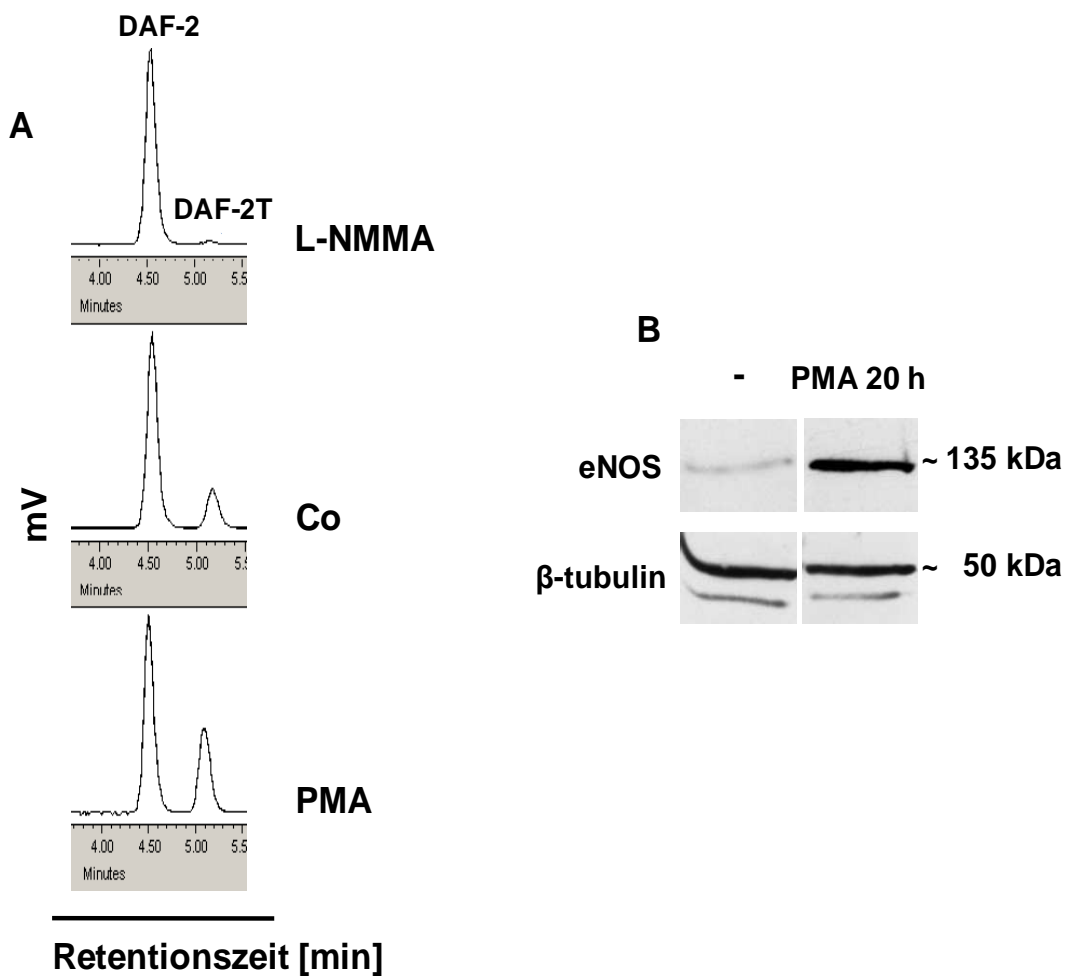 A
DAF-2
DAF-2T
L-NMMA
4.00 4.50 5.00 5.5
Minutes
Co
4.00 4.50 5.00 5.5
Minutes
PMA
4.00 4.50 5.00 5.5
Minutes
mV
Retentionszeit [min]
B
- PMA 20 h
eNOS ~ 135 kDa
β-tubulin ~ 50 kDa